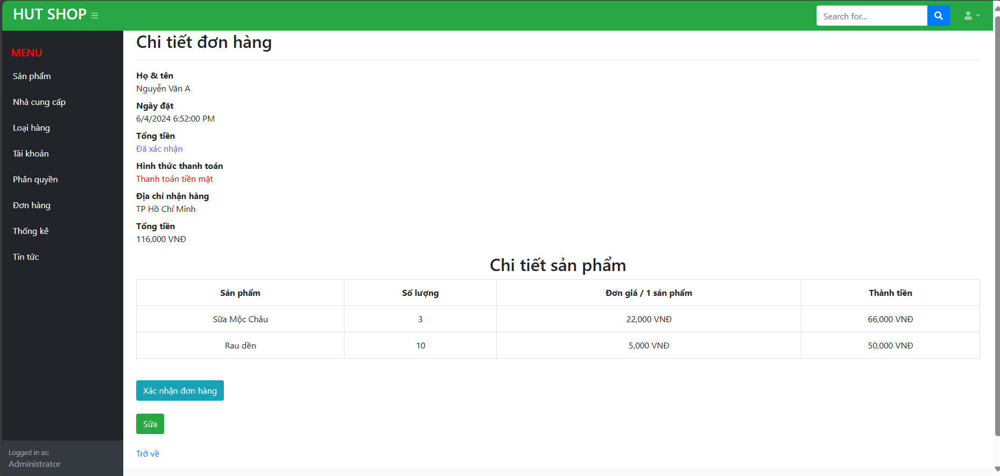 HUT SHOP
Search for...
MENU
Sản phẩm
Nhà cung cấp
Loại hàng
Tài khoản
Phân quyền
Đơn hàng
Thống kê
Tin tức
Logged in as:
Administrator
Chi tiết đơn hàng
Họ & tên
Nguyễn Văn A
Ngày đặt
6/4/2024 6:52:00 PM
Tổng tiền
Đã xác nhận
Hình thức thanh toán
Thanh toán tiền mặt
Địa chỉ nhận hàng
TP Hồ Chí Minh
Tổng tiền
116,000 VNĐ
Chi tiết sản phẩm
Sản phẩm Số lượng Đơn giá / 1 sản phẩm Thành tiền
Sữa Mộc Châu 3 22,000 VNĐ 66,000 VNĐ
Rau dền 10 5,000 VNĐ 50,000 VNĐ
Xác nhận đơn hàng
Sửa
Trở về